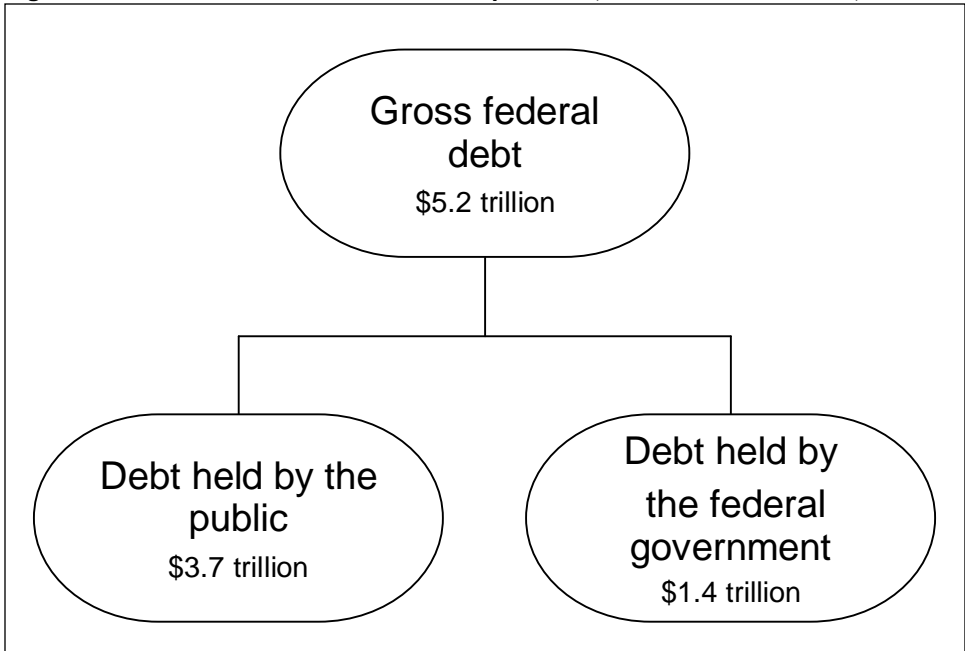 Gross federal
debt
$5.2 trillion
Debt held by the
public
$3.7 trillion
Debt held by
the federal
government
$1.4 trillion